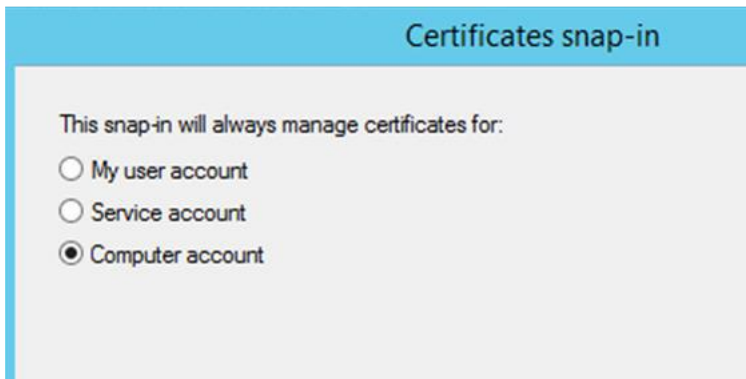 Certificates snap-in
This snap-in will always manage certificates for:
My user account
Service account
Computer account